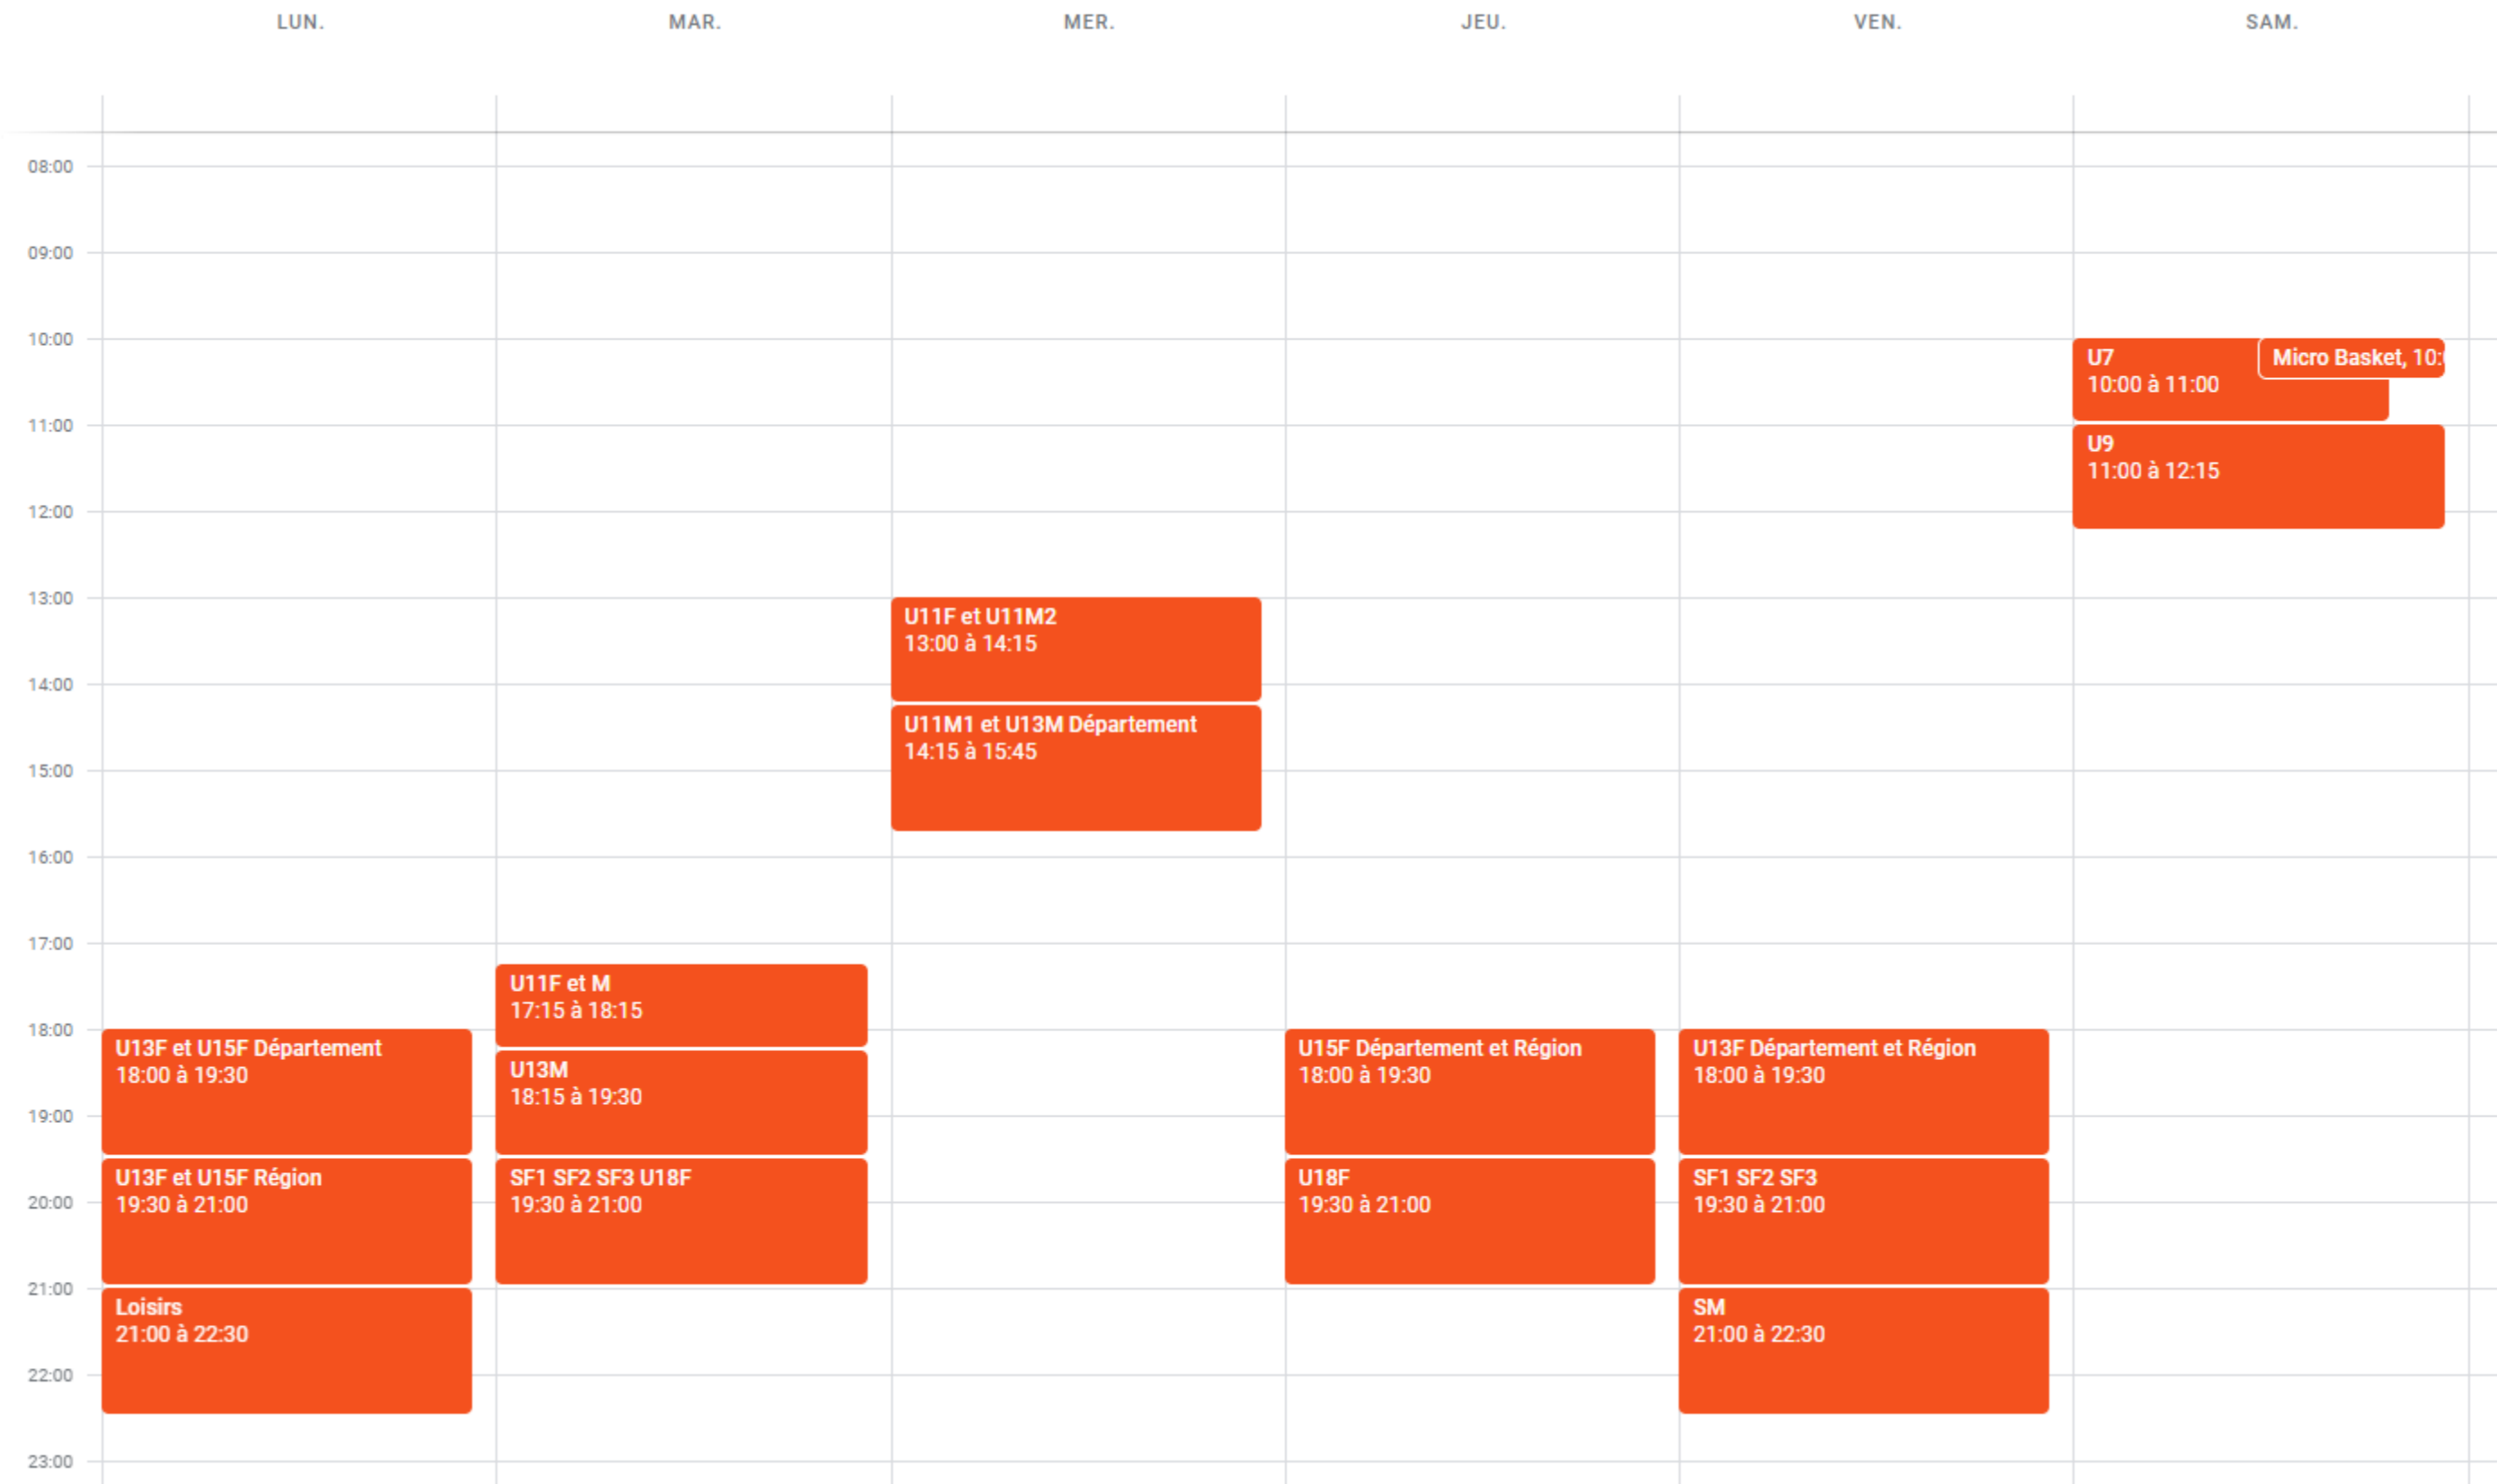 LUN.
MAR.
MER.
JEU.
VEN.
SAM.
08:00
09:00
10:00
11:00
12:00
13:00
14:00
15:00
16:00
17:00
18:00
19:00
20:00
21:00
22:00
23:00
U13F et U15F Département
18:00 à 19:30
U13F et U15F Région
19:30 à 21:00
Loisirs
21:00 à 22:30
U11F et M
17:15 à 18:15
U13M
18:15 à 19:30
SF1 SF2 SF3 U18F
19:30 à 21:00
U11F et U11M2
13:00 à 14:15
U11M1 et U13M Département
14:15 à 15:45
U15F Département et Région
18:00 à 19:30
U18F
19:30 à 21:00
U13F Département et Région
18:00 à 19:30
SF1 SF2 SF3
19:30 à 21:00
SM
21:00 à 22:30
U7
10:00 à 11:00
Micro Basket, 10:
U9
11:00 à 12:15